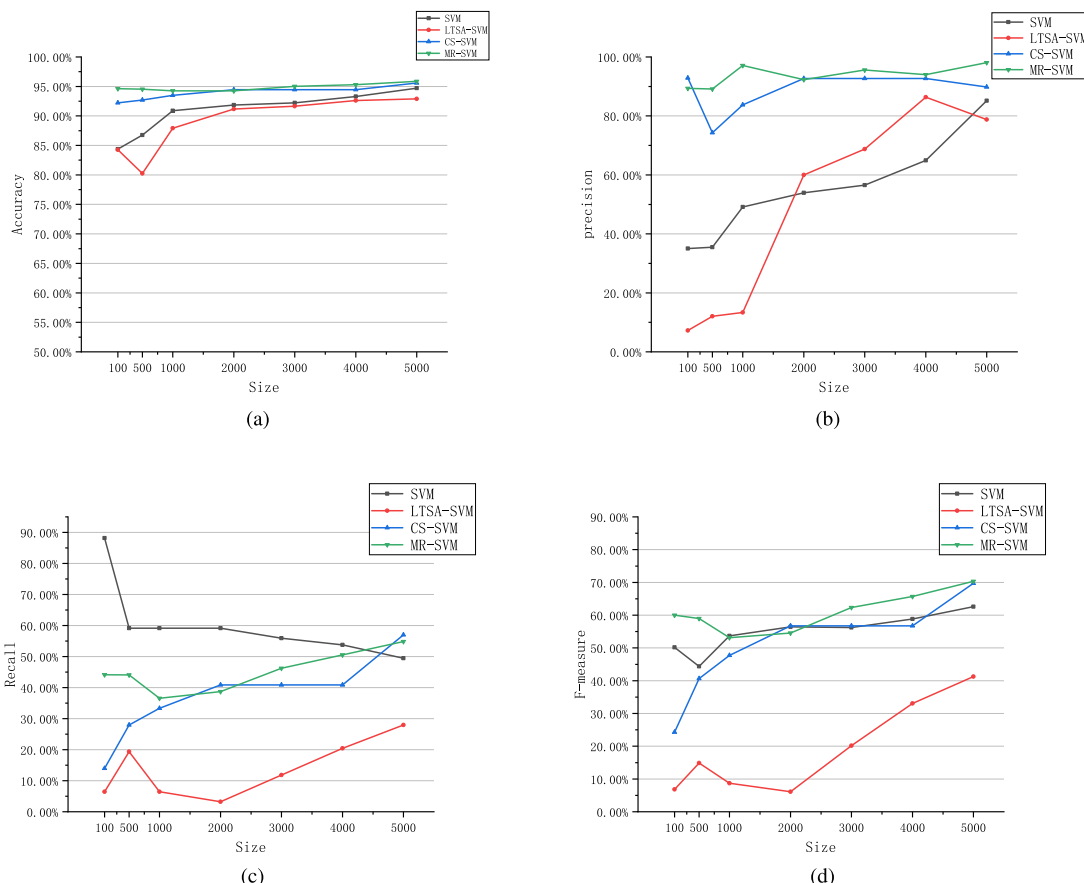 SVM
LTSA-SVM
CS-SVM
MR-SVM
100.00%
95.00%
90.00%
85.00%
80.00%
75.00%
70.00%
65.00%
60.00%
55.00%
50.00%
Accuracy
100 500 1000 2000 3000 4000 5000
Size
(a)
SVM
LTSA-SVM
CS-SVM
MR-SVM
100.00%
80.00%
60.00%
40.00%
20.00%
0.00%
precision
100 500 1000 2000 3000 4000 5000
Size
(b)
SVM
LTSA-SVM
CS-SVM
MR-SVM
90.00%
80.00%
70.00%
60.00%
50.00%
40.00%
30.00%
20.00%
10.00%
0.00%
Recall
100 500 1000 2000 3000 4000 5000
Size
(c)
SVM
LTSA-SVM
CS-SVM
MR-SVM
90.00%
80.00%
70.00%
60.00%
50.00%
40.00%
30.00%
20.00%
10.00%
0.00%
F-measure
100 500 1000 2000 3000 4000 5000
Size
(d)